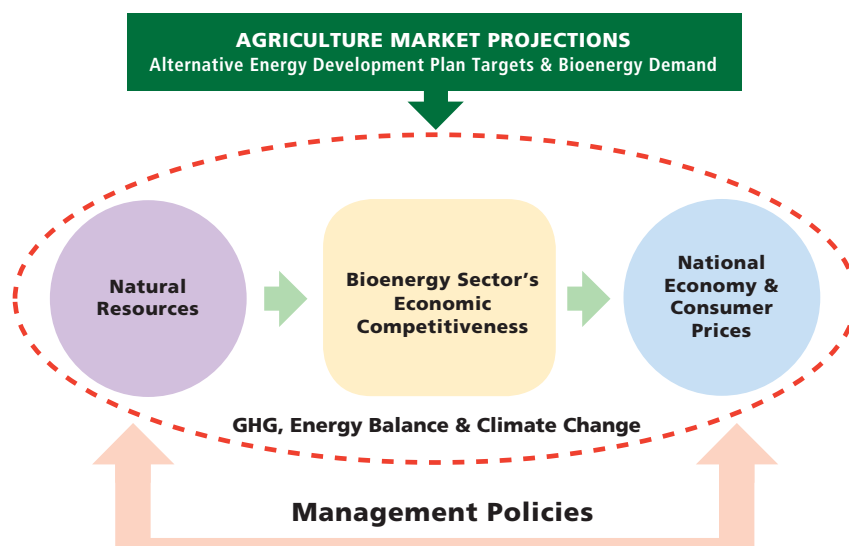 AGRICULTURE MARKET PROJECTIONS
Alternative Energy Development Plan Targets & Bioenergy Demand
Natural
Resources
Bioenergy Sector's
Economic
Competitiveness
National
Economy &
Consumer
Prices
GHG, Energy Balance & Climate Change
Management Policies